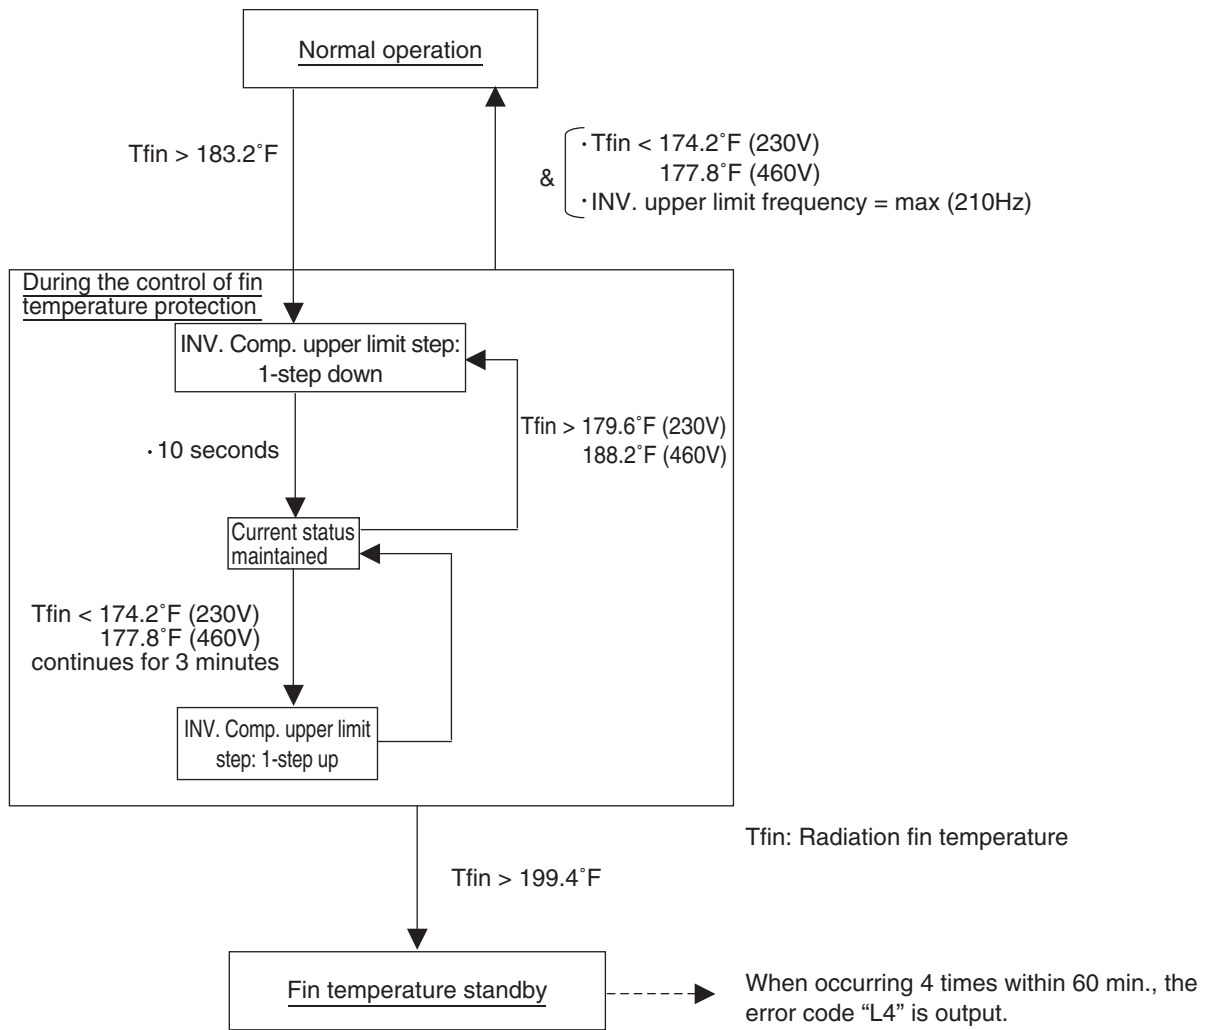 Normal operation
Tfin > 183.2˚F
&
· Tfin < 174.2˚F (230V)
177.8˚F (460V)
· INV. upper limit frequency = max (210Hz)
During the control of fin
temperature protection
INV. Comp. upper limit step:
1-step down
· 10 seconds
Tfin > 179.6˚F (230V)
188.2˚F (460V)
Current status
maintained
Tfin < 174.2˚F (230V)
177.8˚F (460V)
continues for 3 minutes
INV. Comp. upper limit
step: 1-step up
Tfin: Radiation fin temperature
Tfin > 199.4˚F
Fin temperature standby
When occurring 4 times within 60 min., the
error code “L4” is output.